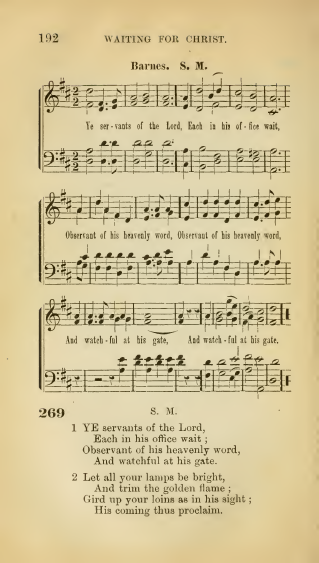 192 WAITING FOR CHRIST.
Barnes. S. M.
Ye ser-vants of the Lord, Each in his of-fice wait,
Observant of his heavenly word, Observant of his heavenly word,
And watch-ful at his gate, And watch-ful at his gate.
269 S. M.
1 YE servants of the Lord,
Each in his office wait ;
Observant of his heavenly word,
And watchful at his gate.
2 Let all your lamps be bright,
And trim the golden flame ;
Gird up your loins as in his sight ;
His coming thus proclaim.